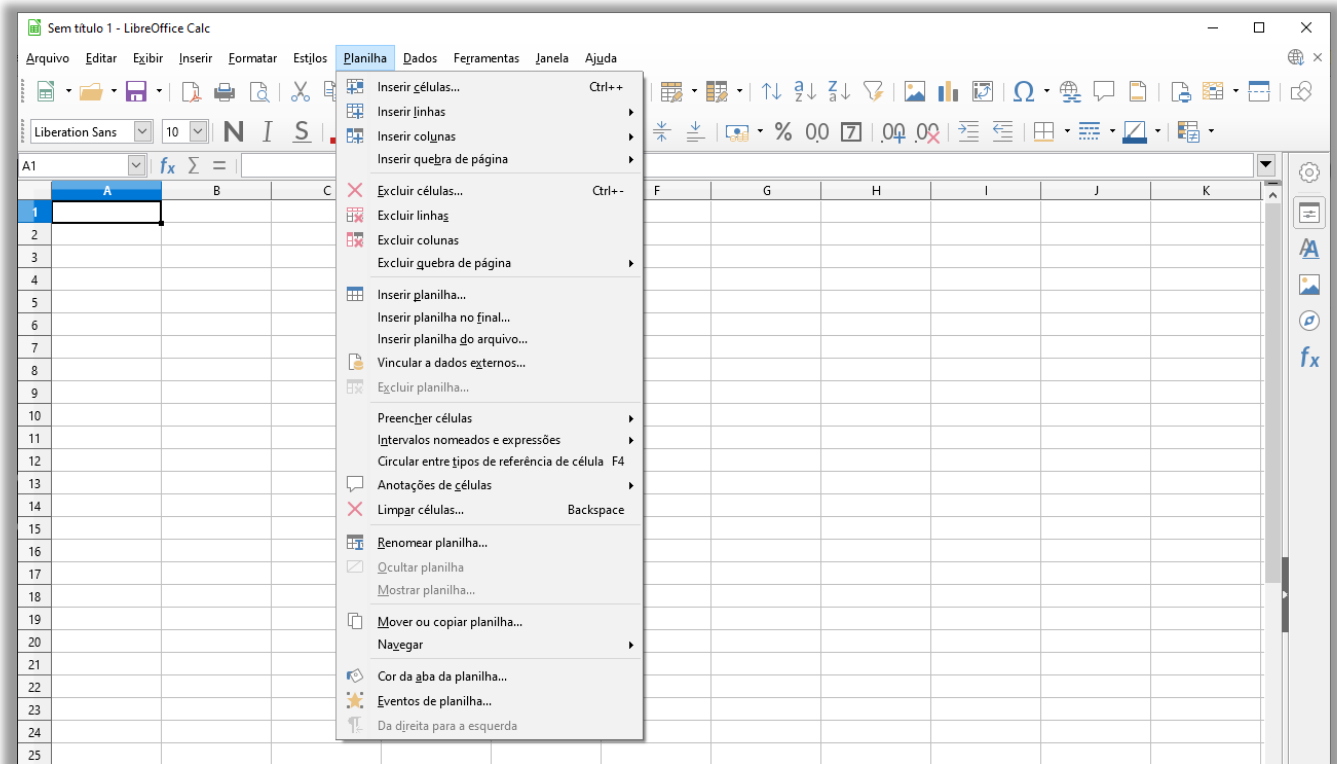 Sem título 1 - LibreOffice Calc
Arquivo Editar Exibir Inserir Formatar Estilos Planilha Dados Ferramentas Janela Ajuda
Liberation Sans 10 N I S % 00 7 00 00
A1 fx Σ =
A B C F G H I J K
1
2
3
4
5
6
7
8
9
10
11
12
13
14
15
16
17
18
19
20
21
22
23
24
25
Inserir células... Ctrl++
Inserir linhas
Inserir colunas
Inserir quebra de página
Excluir células... Ctrl+-
Excluir linhas
Excluir colunas
Excluir quebra de página
Inserir planilha...
Inserir planilha no final...
Inserir planilha do arquivo...
Vincular a dados externos...
Excluir planilha...
Preencher células
Intervalos nomeados e expressões
Circular entre tipos de referência de célula F4
Anotações de células
Limpar células... Backspace
Renomear planilha...
Ocultar planilha
Mostrar planilha...
Mover ou copiar planilha...
Navegar
Cor da aba da planilha...
Eventos de planilha...
Da direita para a esquerda